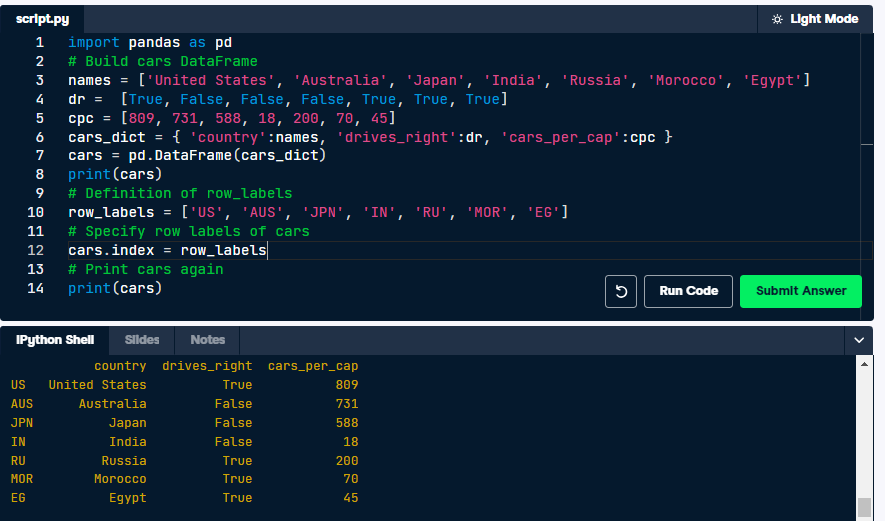 script.py
Light Mode
1 import pandas as pd
2 # Build cars DataFrame
3 names = ['United States', 'Australia', 'Japan', 'India', 'Russia', 'Morocco', 'Egypt']
4 dr =  [True, False, False, False, True, True, True]
5 cpc = [809, 731, 588, 18, 200, 70, 45]
6 cars_dict = { 'country':names, 'drives_right':dr, 'cars_per_cap':cpc }
7 cars = pd.DataFrame(cars_dict)
8 print(cars)
9 # Definition of row_labels
10 row_labels = ['US', 'AUS', 'JPN', 'IN', 'RU', 'MOR', 'EG']
11 # Specify row labels of cars
12 cars.index = row_labels
13 # Print cars again
14 print(cars)
Run Code Submit Answer
IPython Shell Slides Notes
country drives_right cars_per_cap
US United States True 809
AUS Australia False 731
JPN Japan False 588
IN India False 18
RU Russia True 200
MOR Morocco True 70
EG Egypt True 45